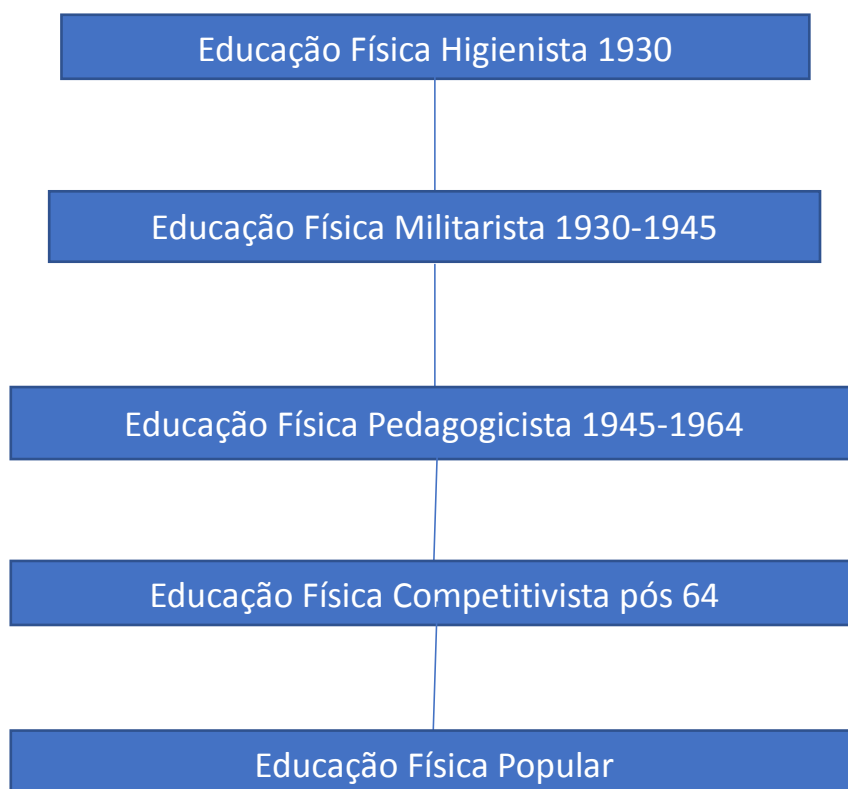 Educação Física Higienista 1930
Educação Física Militarista 1930-1945
Educação Física Pedagogicista 1945-1964
Educação Física Competitivista pós 64
Educação Física Popular